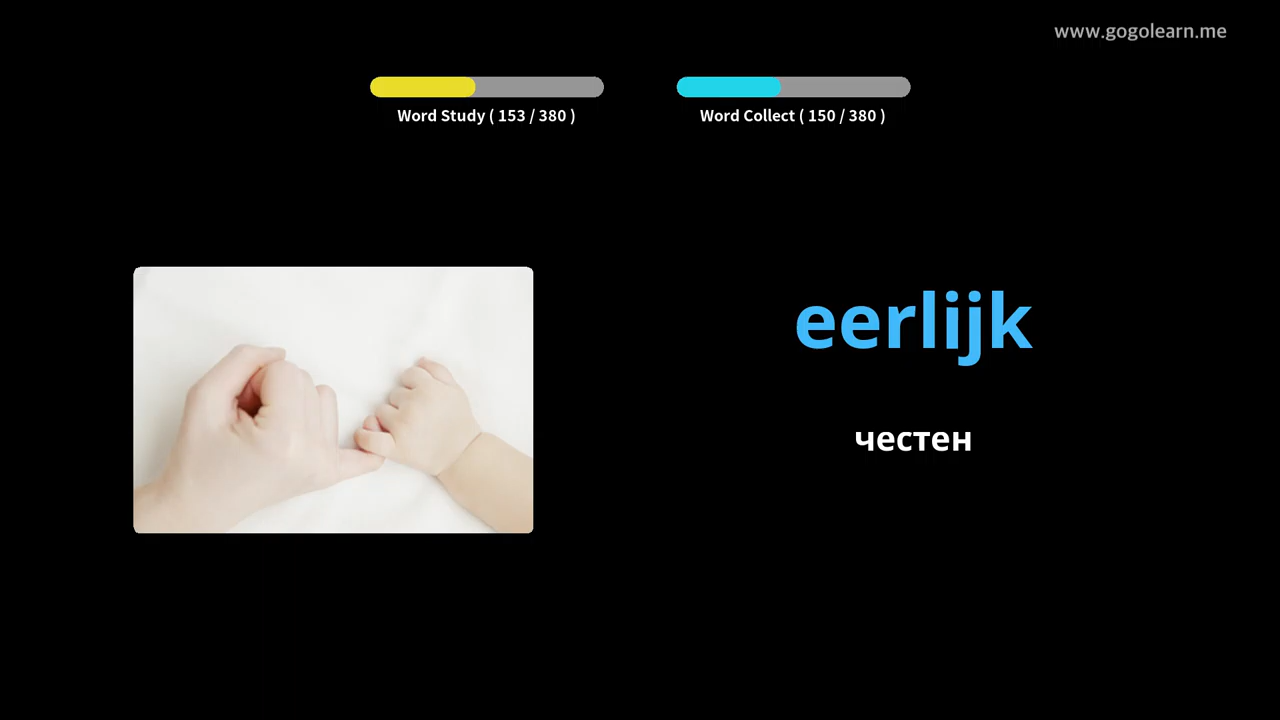 www.gogolearn.me
Word Study ( 153 / 380 )
Word Collect ( 150 / 380 )
eerlijk
честен